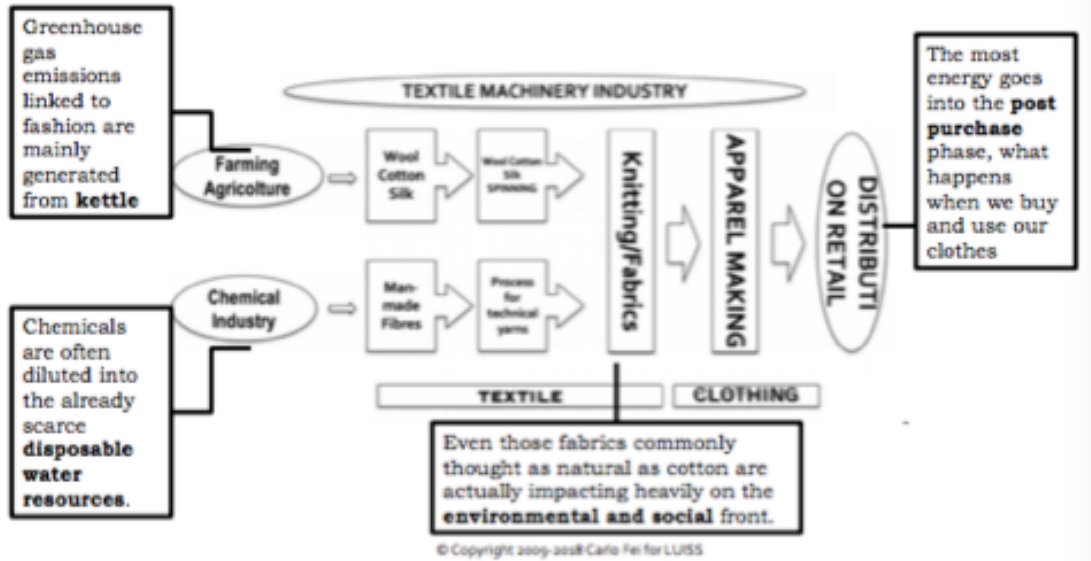 Greenhouse
gas
emissions
linked to
fashion are
mainly
generated
from kettle
TEXTILE MACHINERY INDUSTRY
The most
energy goes
into the post
purchase
phase, what
happens
when we buy
and use our
clothes
Farming
Agricolture
Wool
Cotton
Silk
Wool Cotton
Silk
SPINNING
Knitting/Fabrics
APPAREL MAKING
DISTRIBUTI
ON RETAIL
Chemical
Industry
Man-
made
Fibres
Process
for
technical
yarns
Chemicals
are often
diluted into
the already
scarce
disposable
water
resources.
TEXTILE
CLOTHING
Even those fabrics commonly
thought as natural as cotton are
actually impacting heavily on the
environmental and social front.
© Copyright 2009-2018 Carlo Fei for LUISS